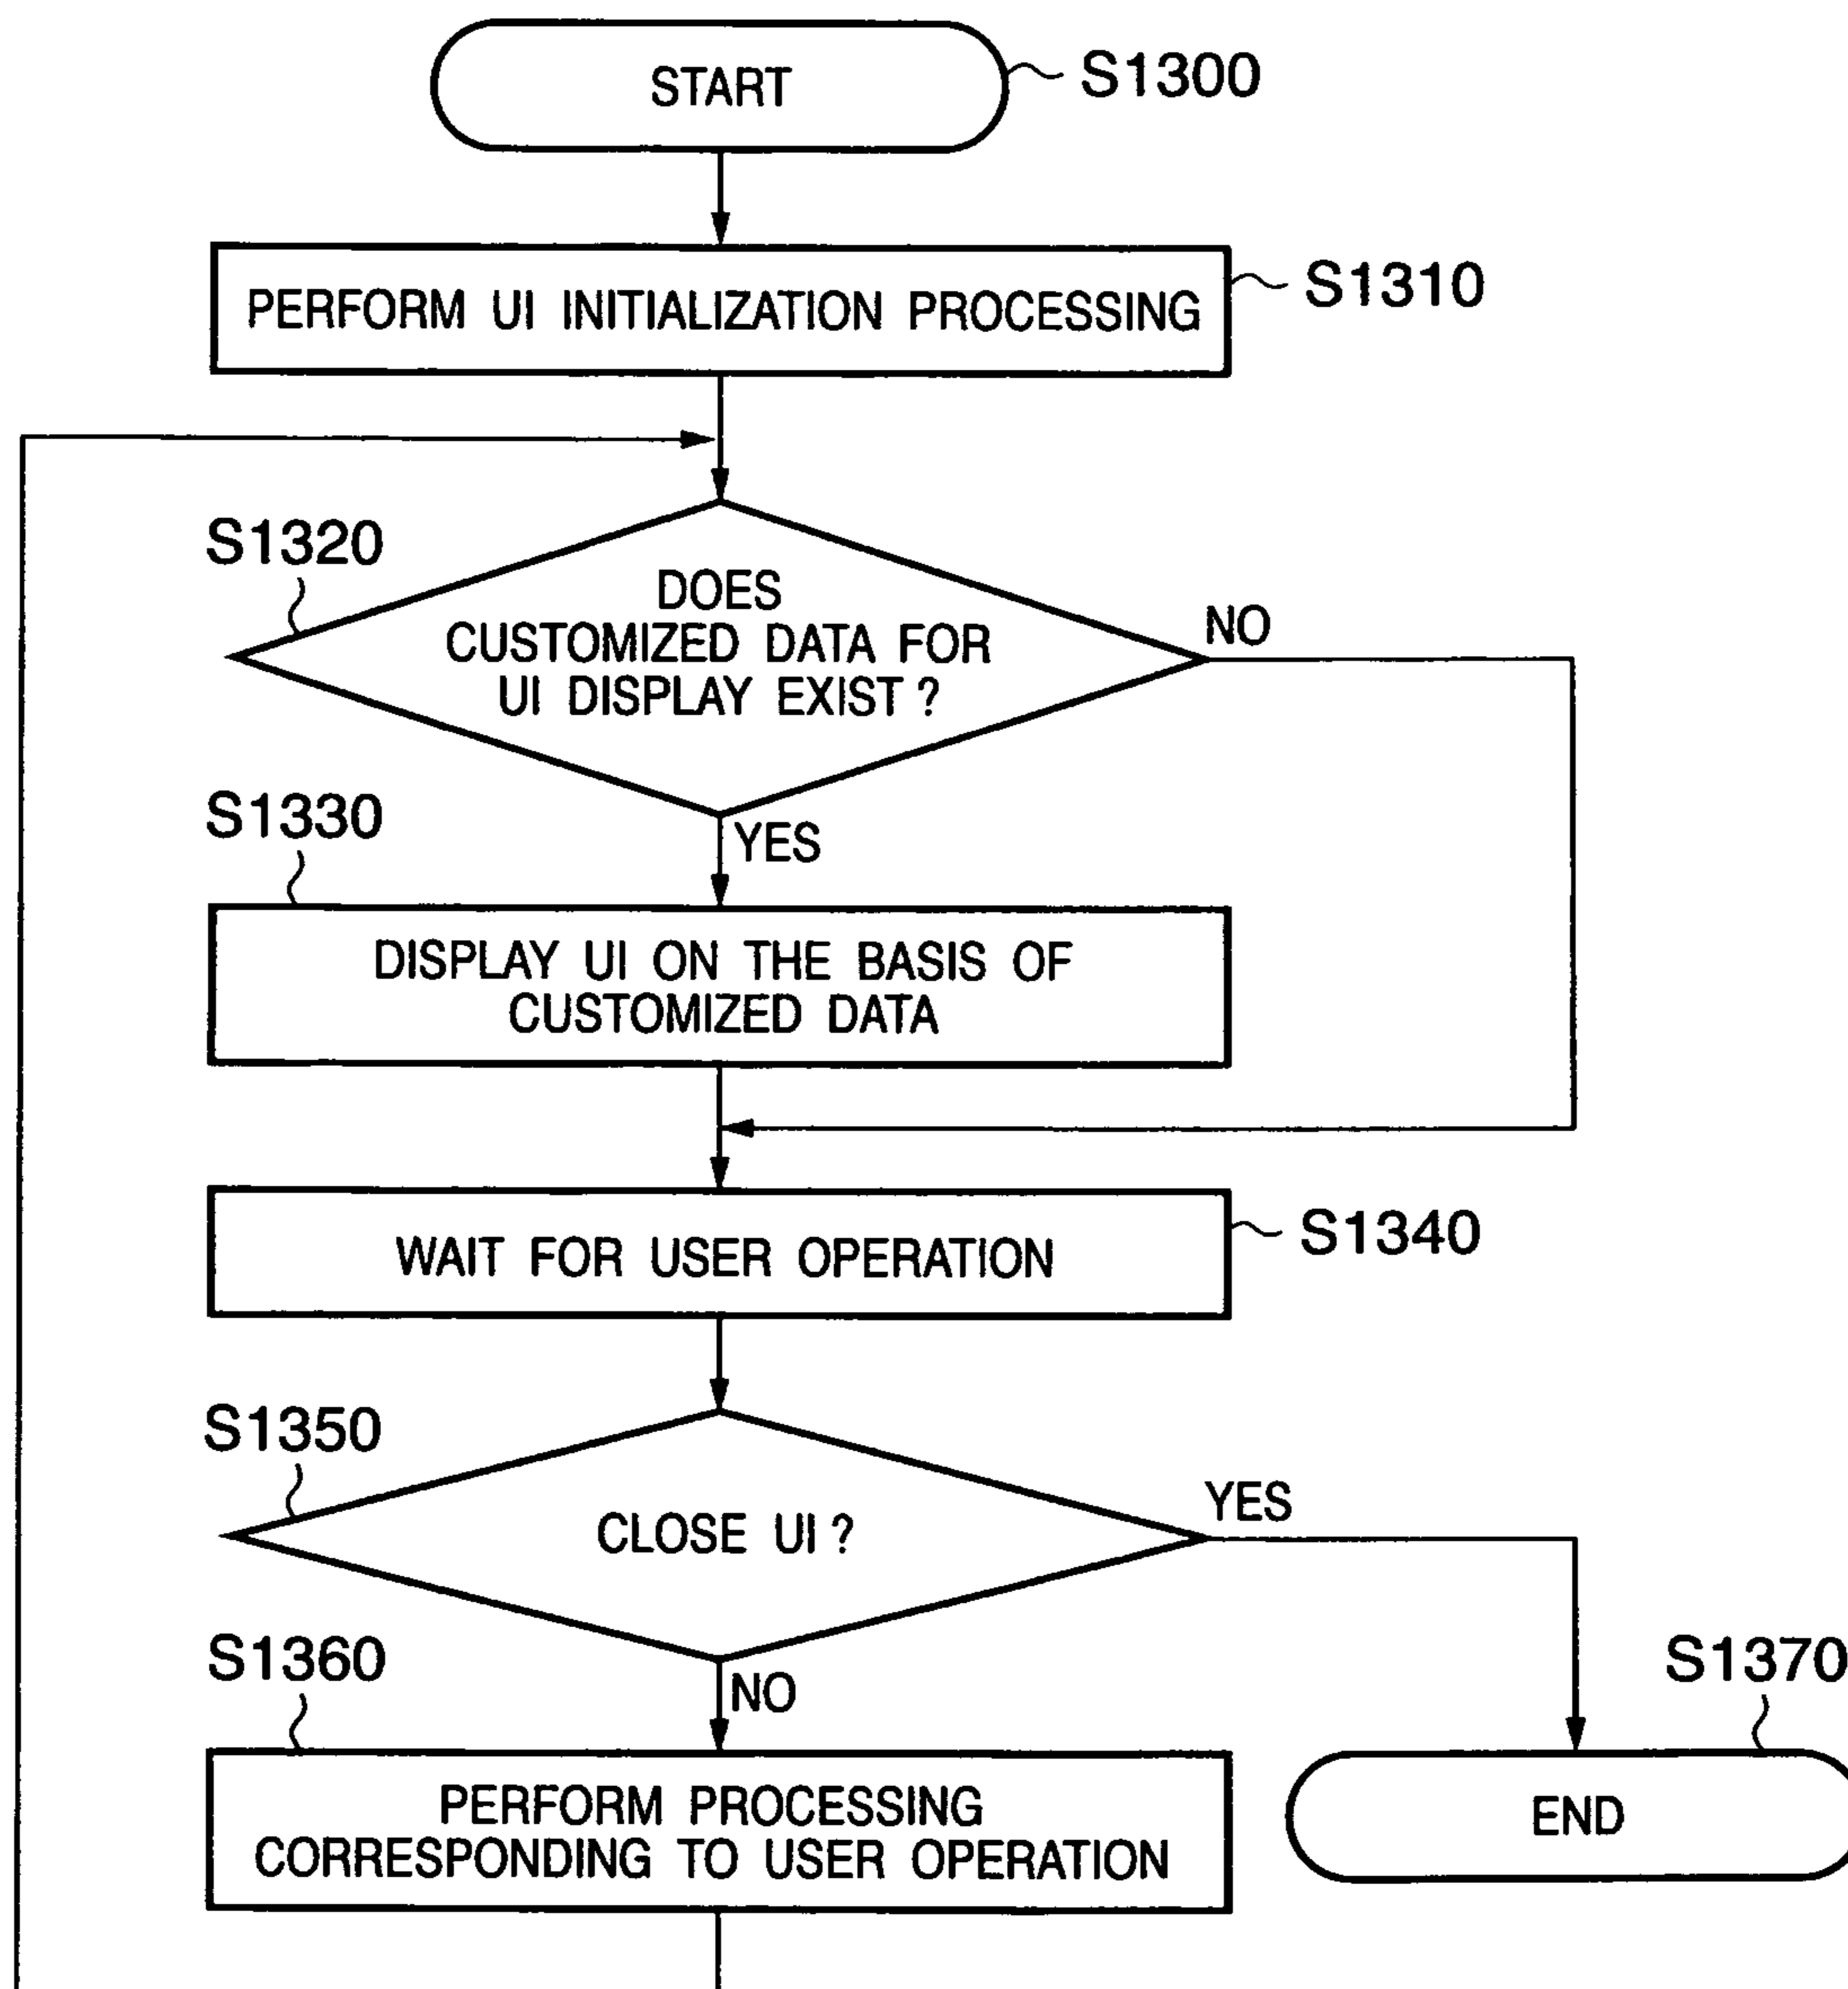 START
S1300
PERFORM UI INITIALIZATION PROCESSING
S1310
S1320
DOES
CUSTOMIZED DATA FOR
UI DISPLAY EXIST ?
NO
YES
S1330
DISPLAY UI ON THE BASIS OF
CUSTOMIZED DATA
WAIT FOR USER OPERATION
S1340
S1350
CLOSE UI ?
YES
NO
S1360
PERFORM PROCESSING
CORRESPONDING TO USER OPERATION
S1370
END